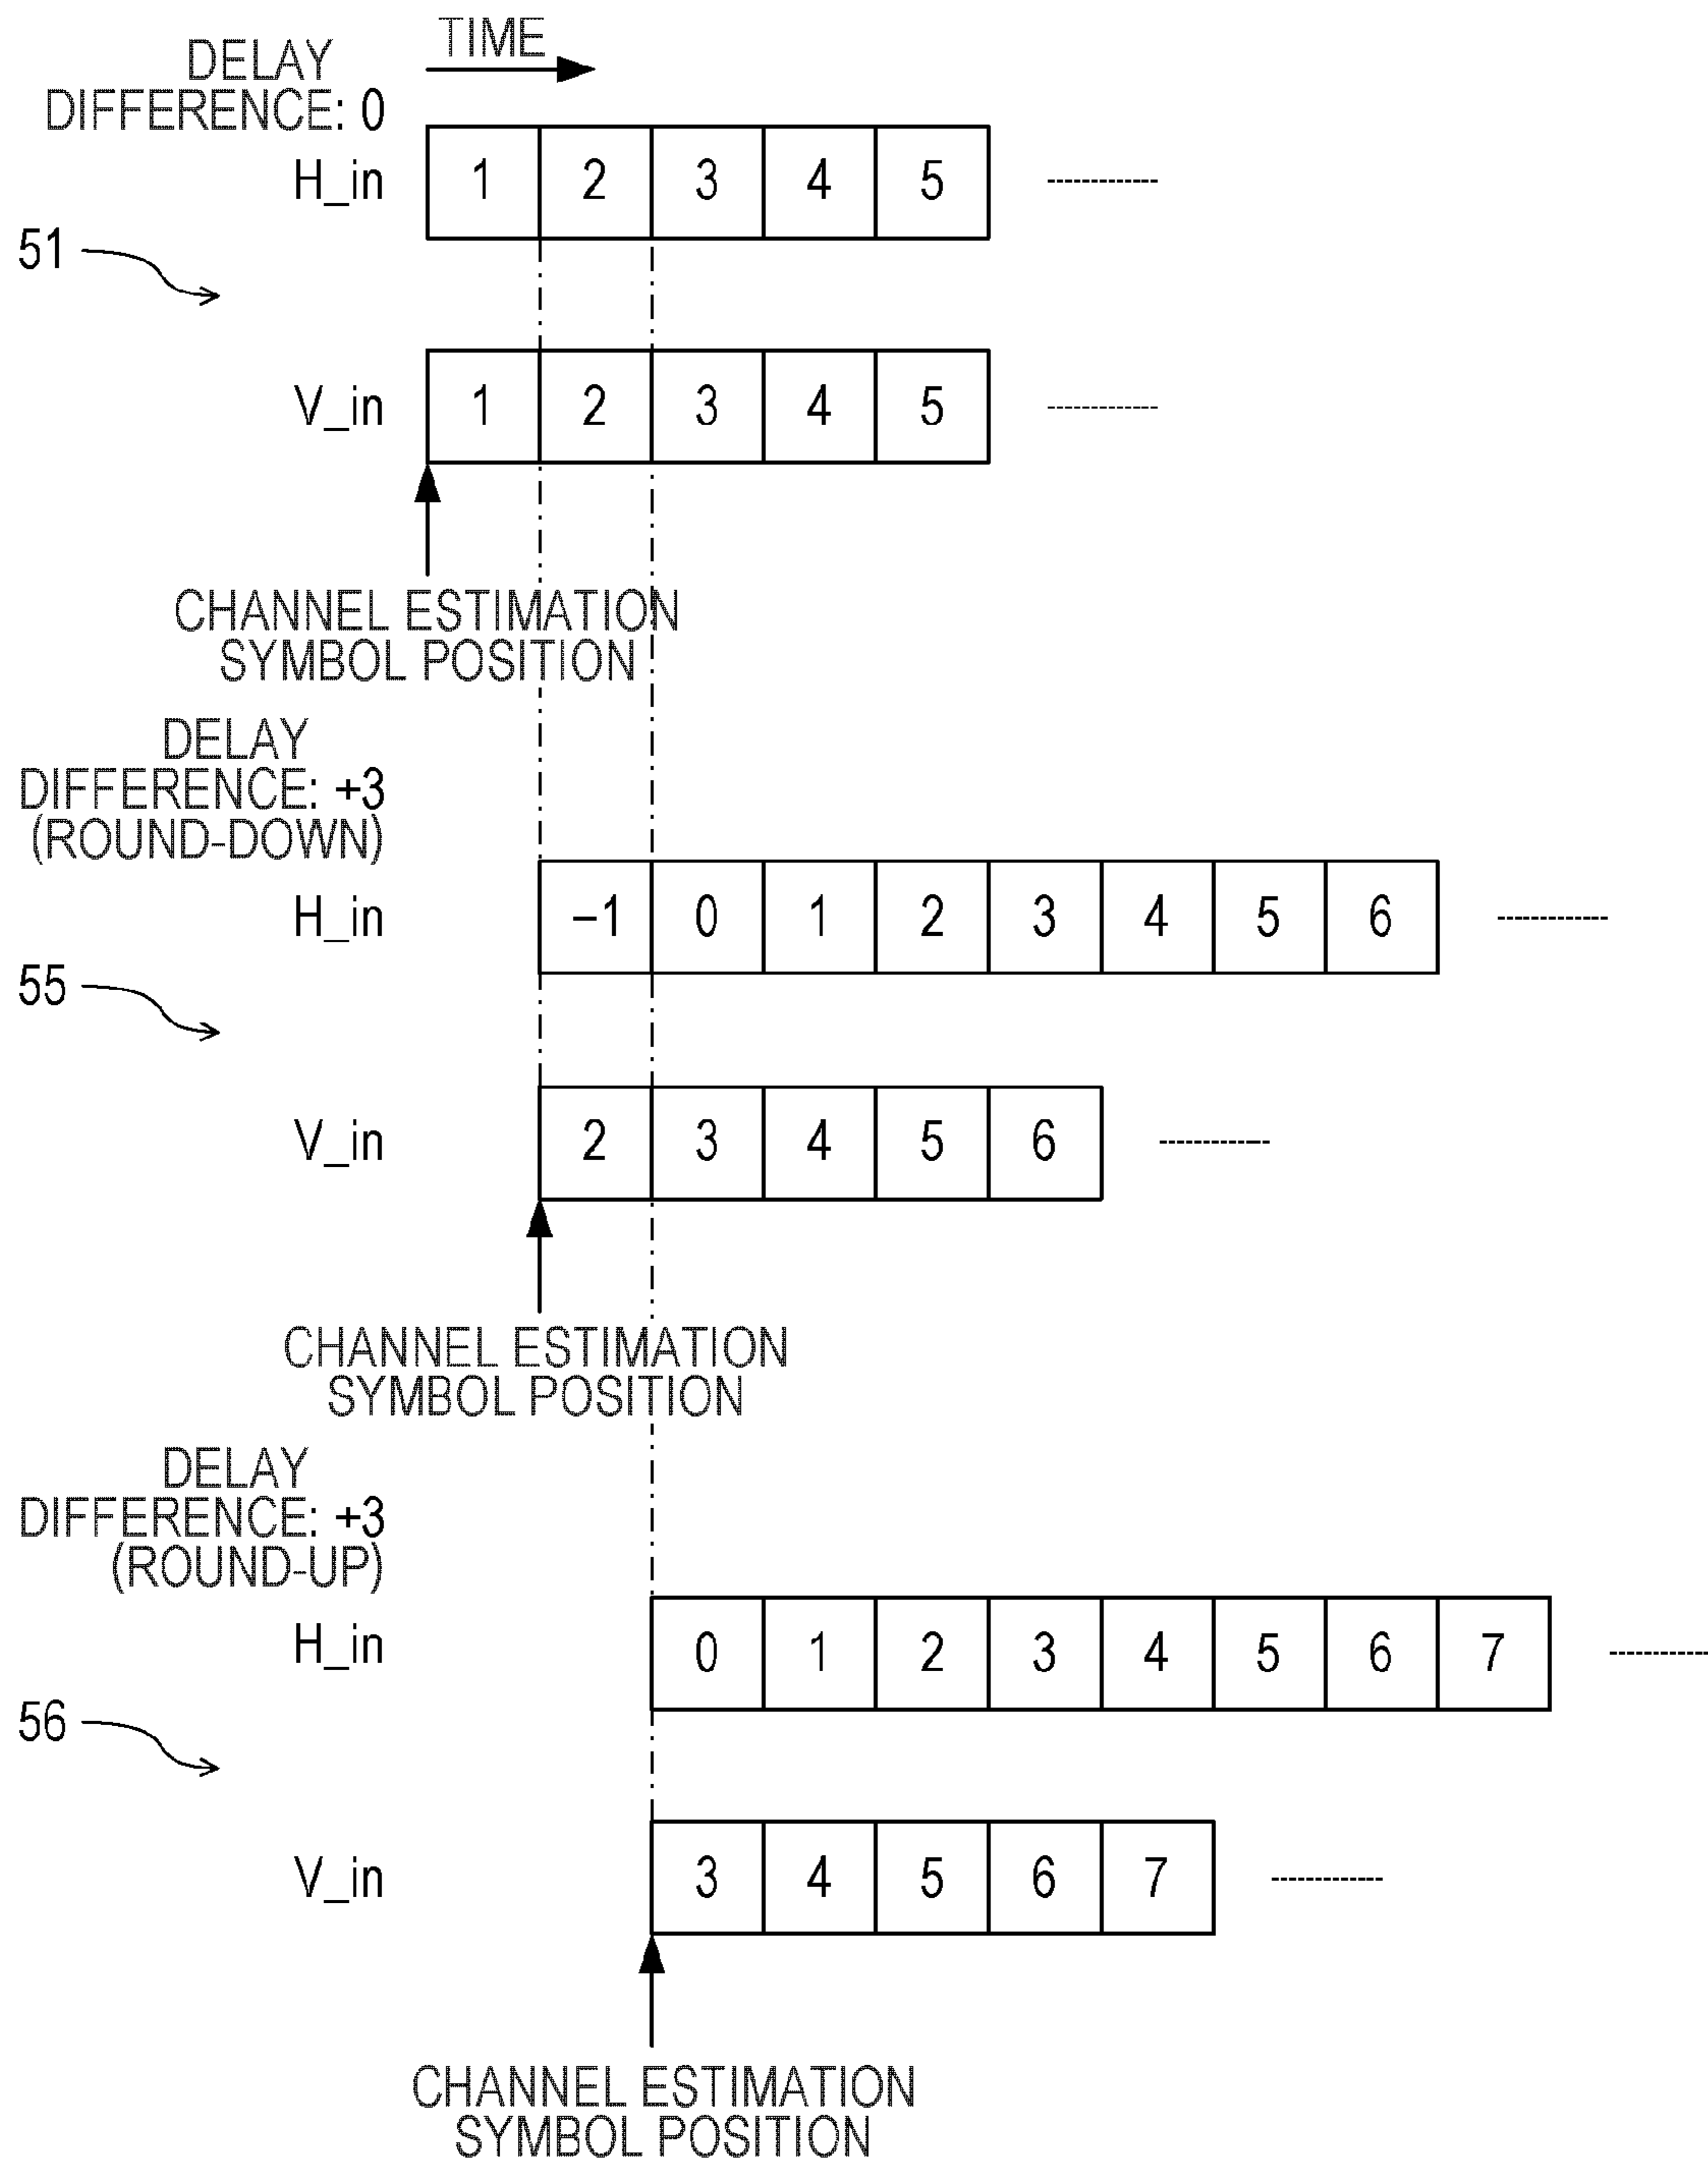 TIME
DELAY
DIFFERENCE: 0
H_in 1 2 3 4 5
51
V_in 1 2 3 4 5
CHANNEL ESTIMATION
SYMBOL POSITION
DELAY
DIFFERENCE: +3
(ROUND-DOWN)
H_in –1 0 1 2 3 4 5 6
55
V_in 2 3 4 5 6
CHANNEL ESTIMATION
SYMBOL POSITION
DELAY
DIFFERENCE: +3
(ROUND-UP)
H_in 0 1 2 3 4 5 6 7
56
V_in 3 4 5 6 7
CHANNEL ESTIMATION
SYMBOL POSITION